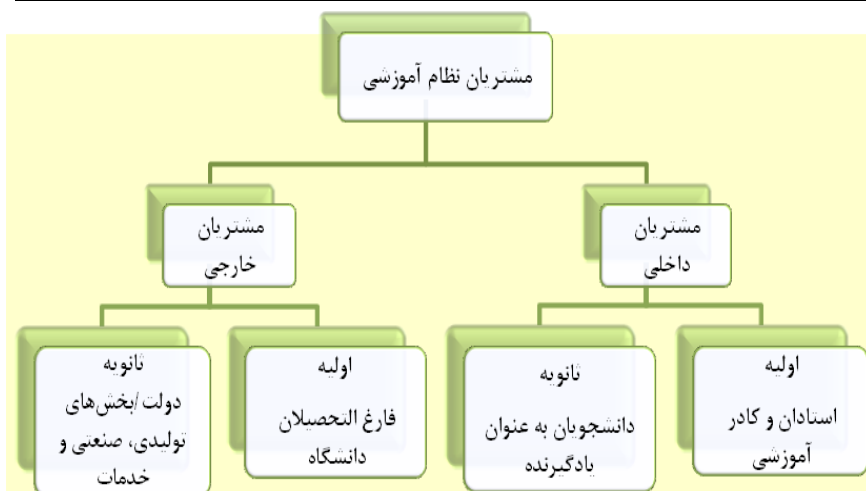 مشتریان نظام آموزشی
مشتریان
داخلی
مشتریان
خارجی
اولیه
استادان و کادر
آموزشی
ثانویه
دانشجویان به عنوان
یادگیرنده
اولیه
فارغ التحصیلان
دانشگاه
ثانویه
دولت/بخش‌های
تولیدی، صنعتی و
خدمات